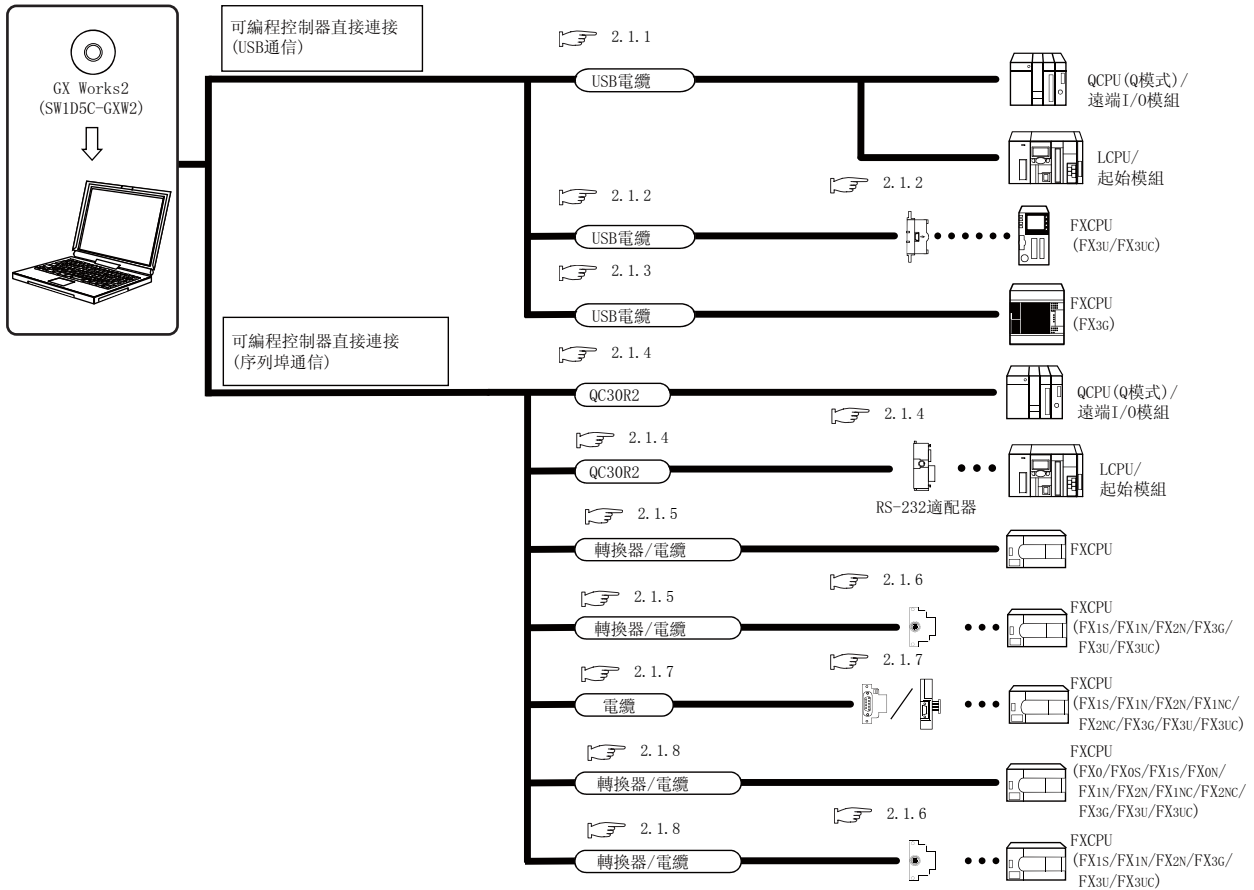 GX Works2
(SW1D5C-GXW2)
可編程控制器直接連接
(USB通信)
2.1.1
USB電纜
QCPU(Q模式)/
遠端I/O模組
LCPU/
起始模組
2.1.2
USB電纜
2.1.2
FXCPU
(FX3U/FX3UC)
2.1.3
USB電纜
FXCPU
(FX3G)
可編程控制器直接連接
(序列埠通信)
2.1.4
QC30R2
QCPU(Q模式)/
遠端I/O模組
2.1.4
QC30R2
2.1.4
RS-232適配器
LCPU/
起始模組
2.1.5
轉換器/電纜
FXCPU
2.1.5
轉換器/電纜
2.1.6
FXCPU
(FX1S/FX1N/FX2N/FX3G/
FX3U/FX3UC)
2.1.7
電纜
2.1.7
FXCPU
(FX1S/FX1N/FX2N/FX1NC/
FX2NC/FX3G/FX3U/FX3UC)
2.1.8
轉換器/電纜
FXCPU
(FX0/FX0S/FX1S/FX0N/
FX1N/FX2N/FX1NC/FX2NC/
FX3G/FX3U/FX3UC)
2.1.8
轉換器/電纜
2.1.6
FXCPU
(FX1S/FX1N/FX2N/FX3G/
FX3U/FX3UC)